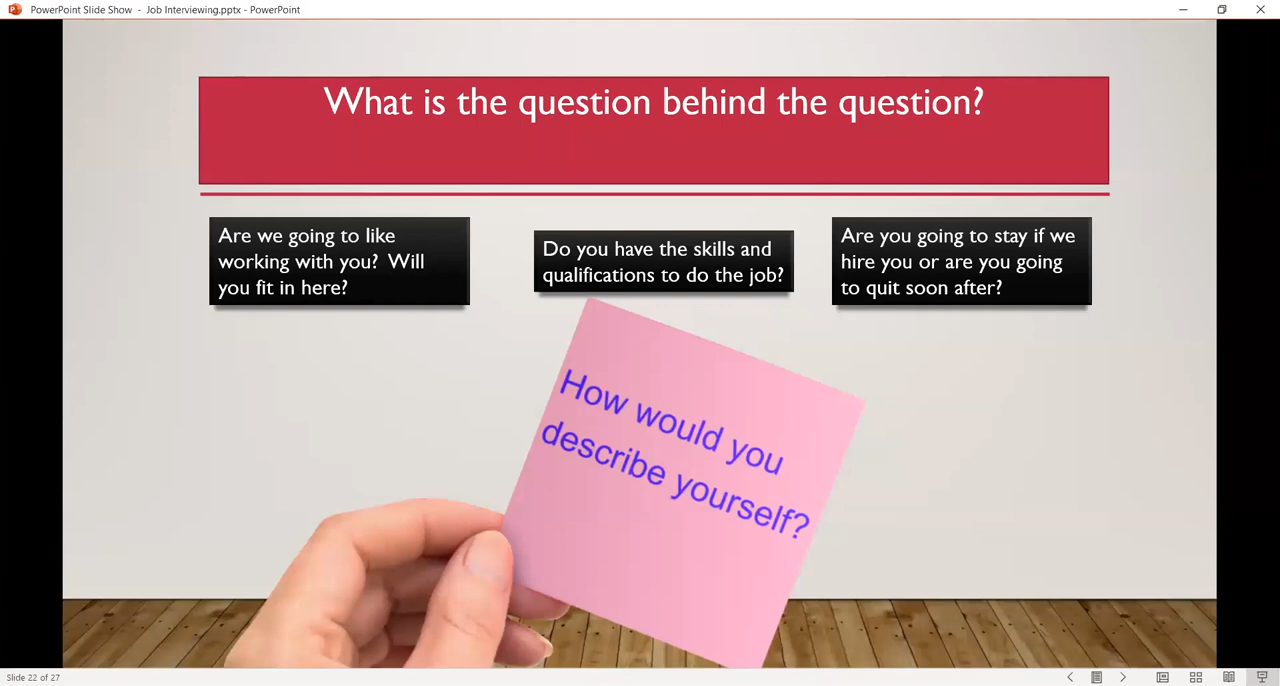 PowerPoint Slide Show - Job Interviewing.pptx - PowerPoint
What is the question behind the question?
Are we going to like
working with you? Will
you fit in here?
Do you have the skills and
qualifications to do the job?
Are you going to stay if we
hire you or are you going
to quit soon after?
How would you
describe yourself?
Slide 22 of 27